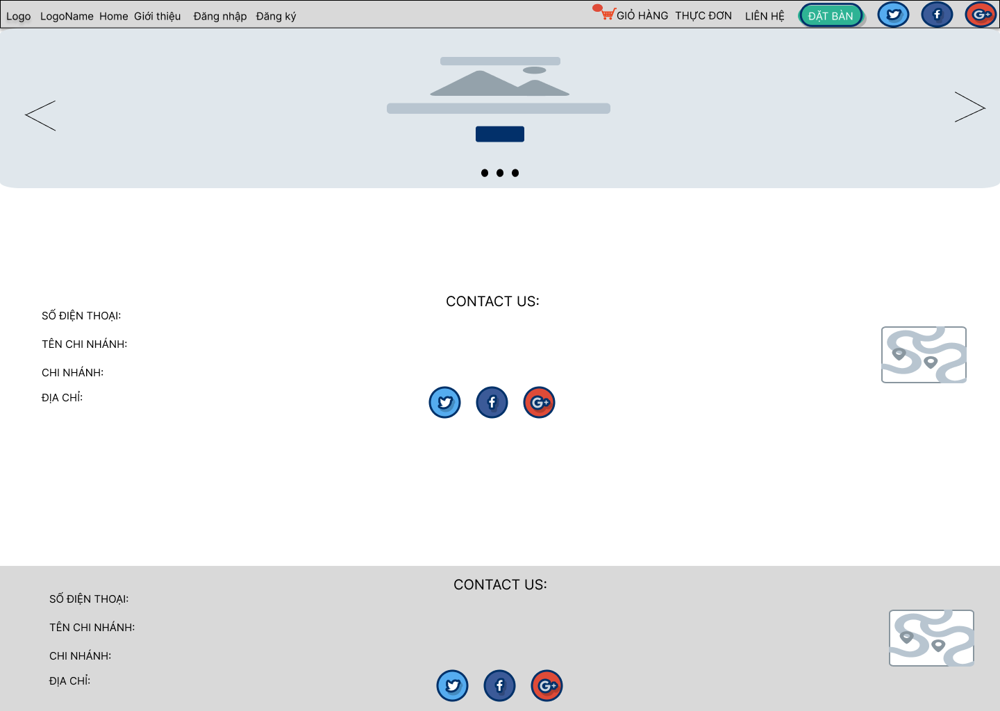 Logo LogoName Home Giới thiệu Đăng nhập Đăng ký GIỎ HÀNG THỰC ĐƠN LIÊN HỆ ĐẶT BÀN
CONTACT US:
SỐ ĐIỆN THOẠI:
TÊN CHI NHÁNH:
CHI NHÁNH:
ĐỊA CHỈ:
CONTACT US:
SỐ ĐIỆN THOẠI:
TÊN CHI NHÁNH:
CHI NHÁNH:
ĐỊA CHỈ: